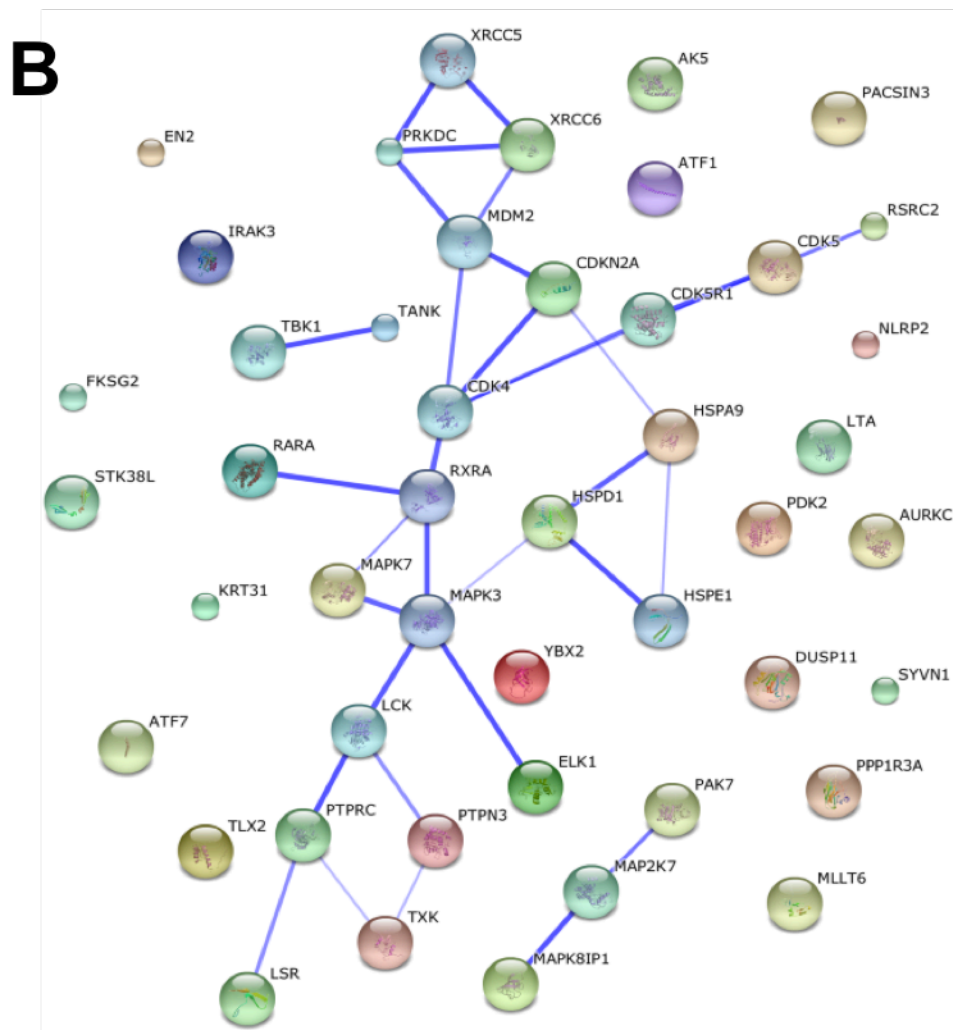 B
XRCC5
AK5
PACSIN3
XRCC6
EN2
PRKDC
ATF1
RSRC2
MDM2
IRAK3
CDK5
CDKN2A
CDK5R1
TANK
TBK1
NLRP2
FKSG2
CDK4
HSPA9
LTA
RARA
RXRA
STK38L
HSPD1
PDK2
AURKC
MAPK7
KRT31
MAPK3
HSPE1
YBX2
DUSP11
SYVN1
LCK
ATF7
ELK1
PPP1R3A
PAK7
PTPRC
PTPN3
TLX2
MAP2K7
MLLT6
TXK
MAPK8IP1
LSR